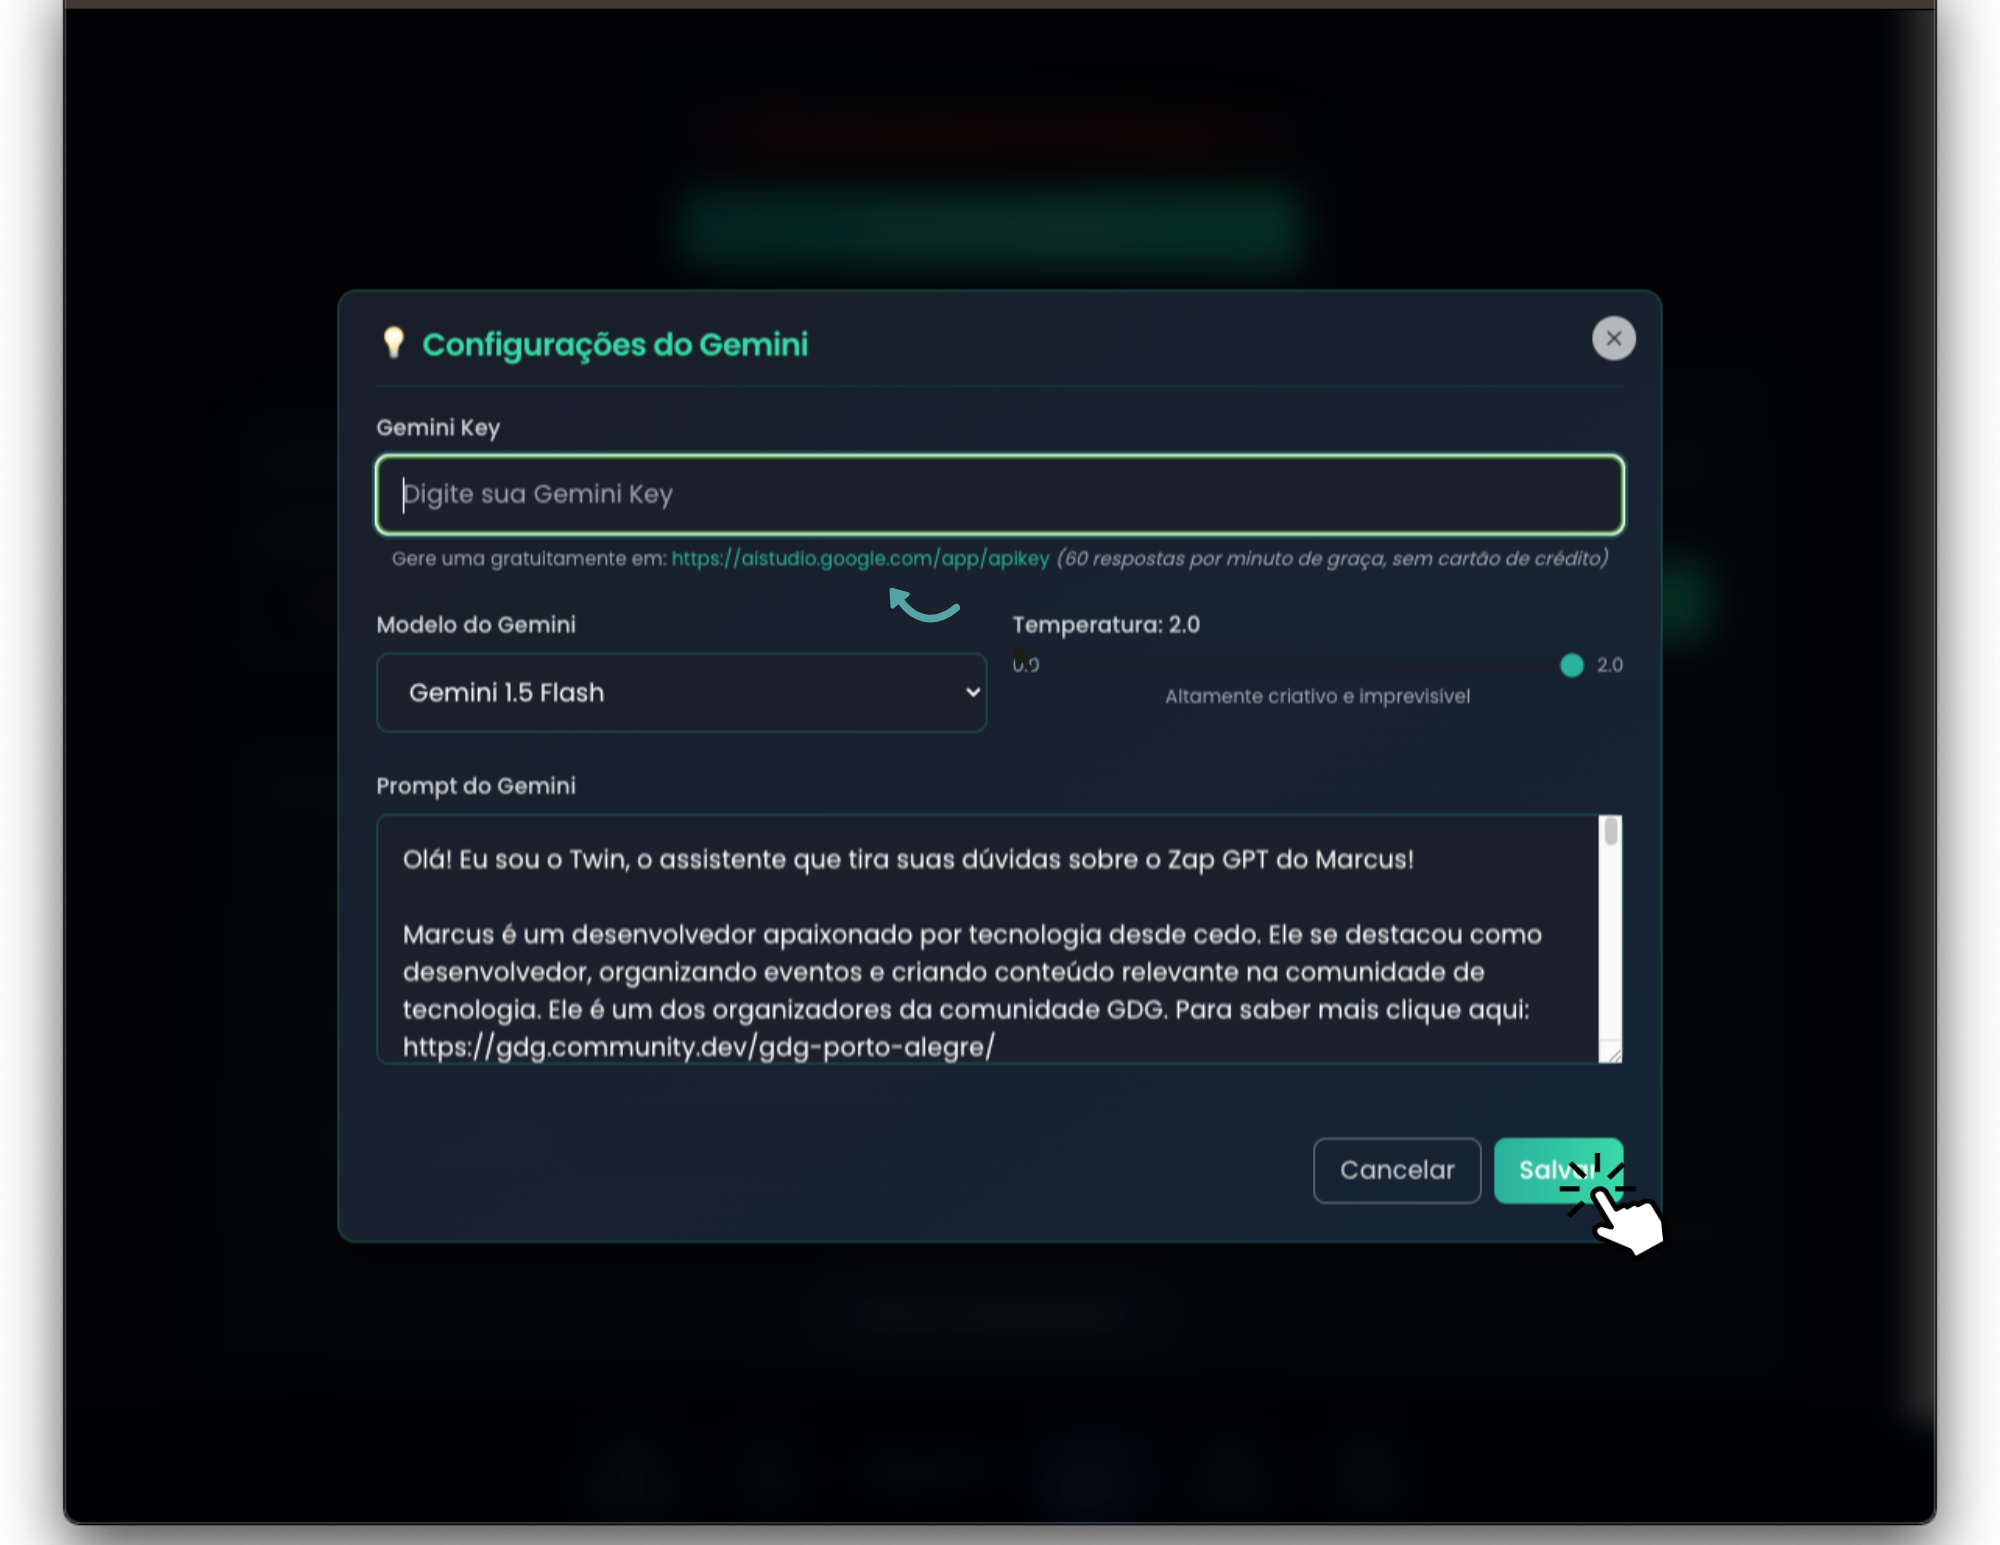 Configurações do Gemini
Gemini Key
Digite sua Gemini Key
Gere uma gratuitamente em: https://aistudio.google.com/app/apikey (60 respostas por minuto de graça, sem cartão de crédito)
Modelo do Gemini
Gemini 1.5 Flash
Temperatura: 2.0
0.0
2.0
Altamente criativo e imprevisível
Prompt do Gemini
Olá! Eu sou o Twin, o assistente que tira suas dúvidas sobre o Zap GPT do Marcus!
Marcus é um desenvolvedor apaixonado por tecnologia desde cedo. Ele se destacou como
desenvolvedor, organizando eventos e criando conteúdo relevante na comunidade de
tecnologia. Ele é um dos organizadores da comunidade GDG. Para saber mais clique aqui:
https://gdg.community.dev/gdg-porto-alegre/
Cancelar
Salvar